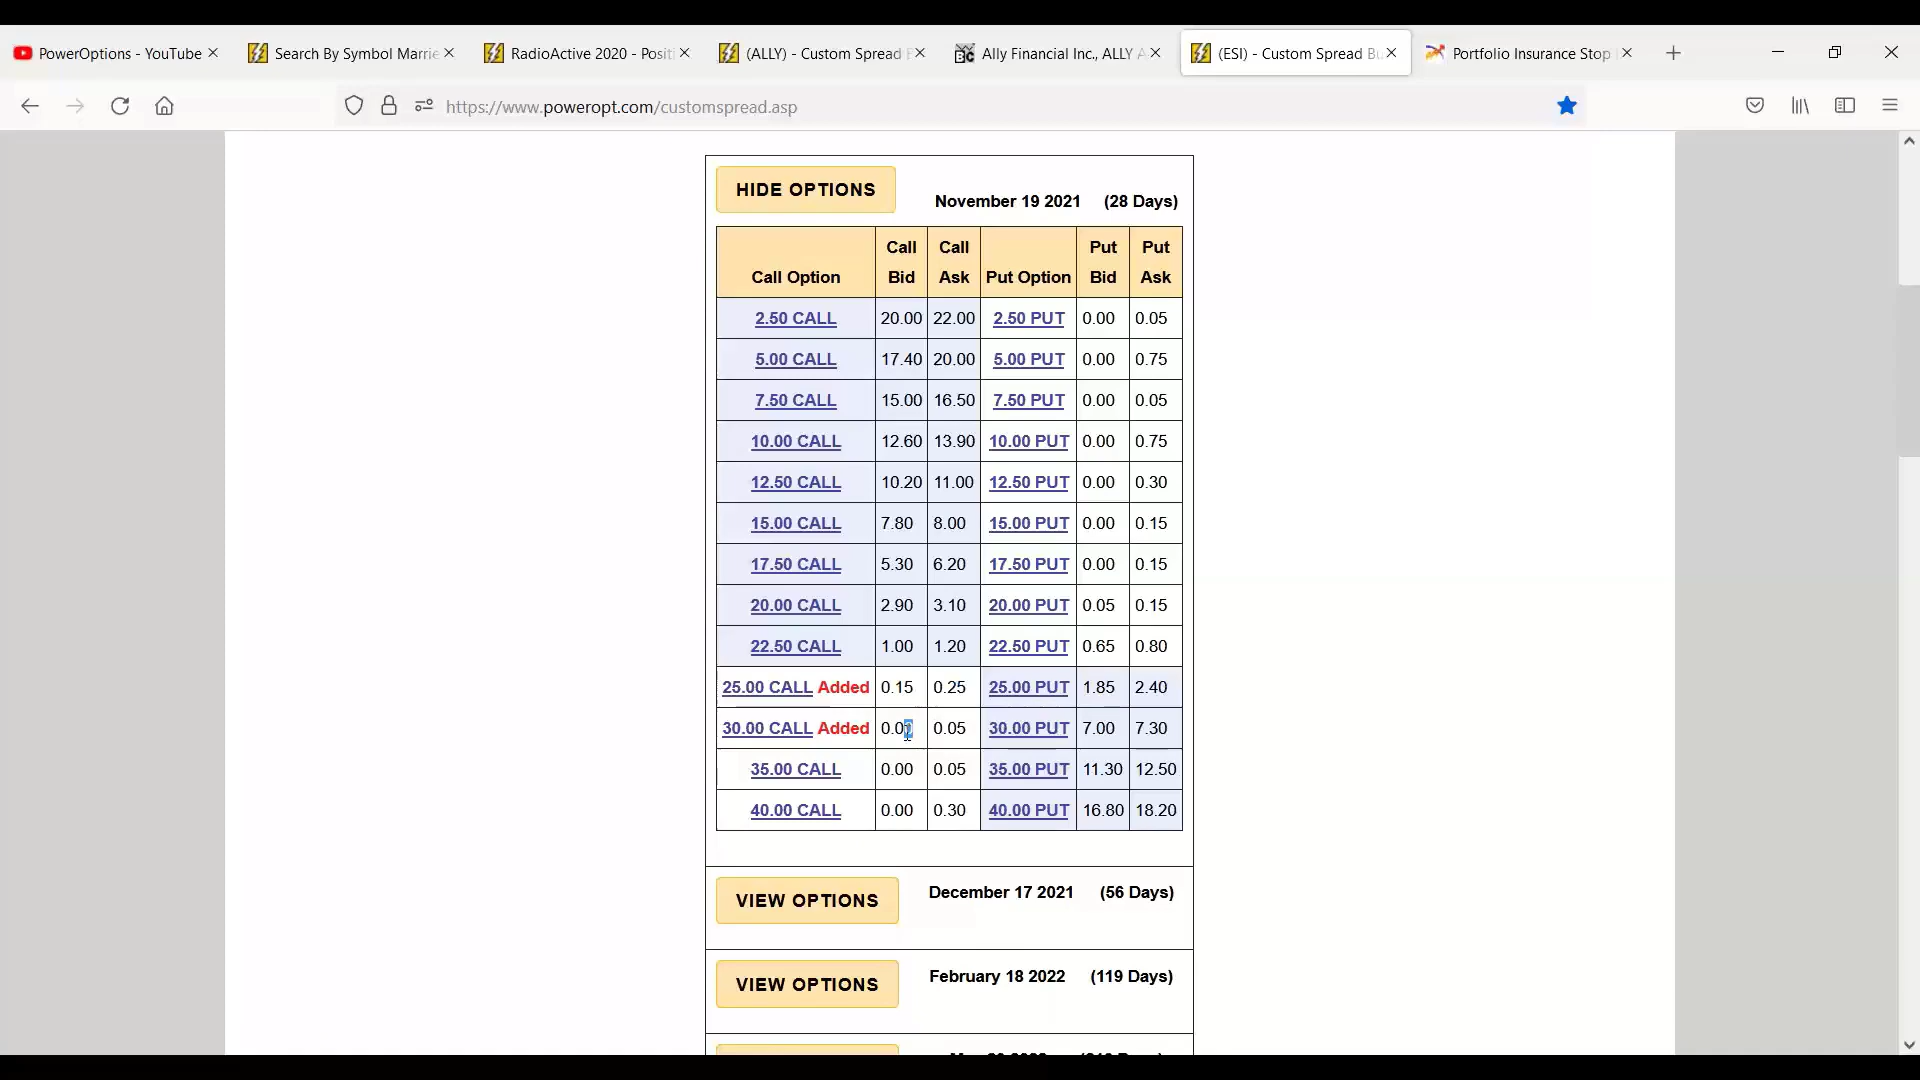 PowerOptions - YouTube
Search By Symbol Marrie
RadioActive 2020 - Posit
(ALLY) - Custom Spread
Ally Financial Inc., ALLY A
(ESI) - Custom Spread Bu
Portfolio Insurance Stop
https://www.poweropt.com/customspread.asp
HIDE OPTIONS November 19 2021 (28 Days)
Call Call Put Put
Call Option Bid Ask Put Option Bid Ask
2.50 CALL 20.00 22.00 2.50 PUT 0.00 0.05
5.00 CALL 17.40 20.00 5.00 PUT 0.00 0.75
7.50 CALL 15.00 16.50 7.50 PUT 0.00 0.05
10.00 CALL 12.60 13.90 10.00 PUT 0.00 0.75
12.50 CALL 10.20 11.00 12.50 PUT 0.00 0.30
15.00 CALL 7.80 8.00 15.00 PUT 0.00 0.15
17.50 CALL 5.30 6.20 17.50 PUT 0.00 0.15
20.00 CALL 2.90 3.10 20.00 PUT 0.05 0.15
22.50 CALL 1.00 1.20 22.50 PUT 0.65 0.80
25.00 CALL Added 0.15 0.25 25.00 PUT 1.85 2.40
30.00 CALL Added 0.00 0.05 30.00 PUT 7.00 7.30
35.00 CALL 0.00 0.05 35.00 PUT 11.30 12.50
40.00 CALL 0.00 0.30 40.00 PUT 16.80 18.20
VIEW OPTIONS December 17 2021 (56 Days)
VIEW OPTIONS February 18 2022 (119 Days)